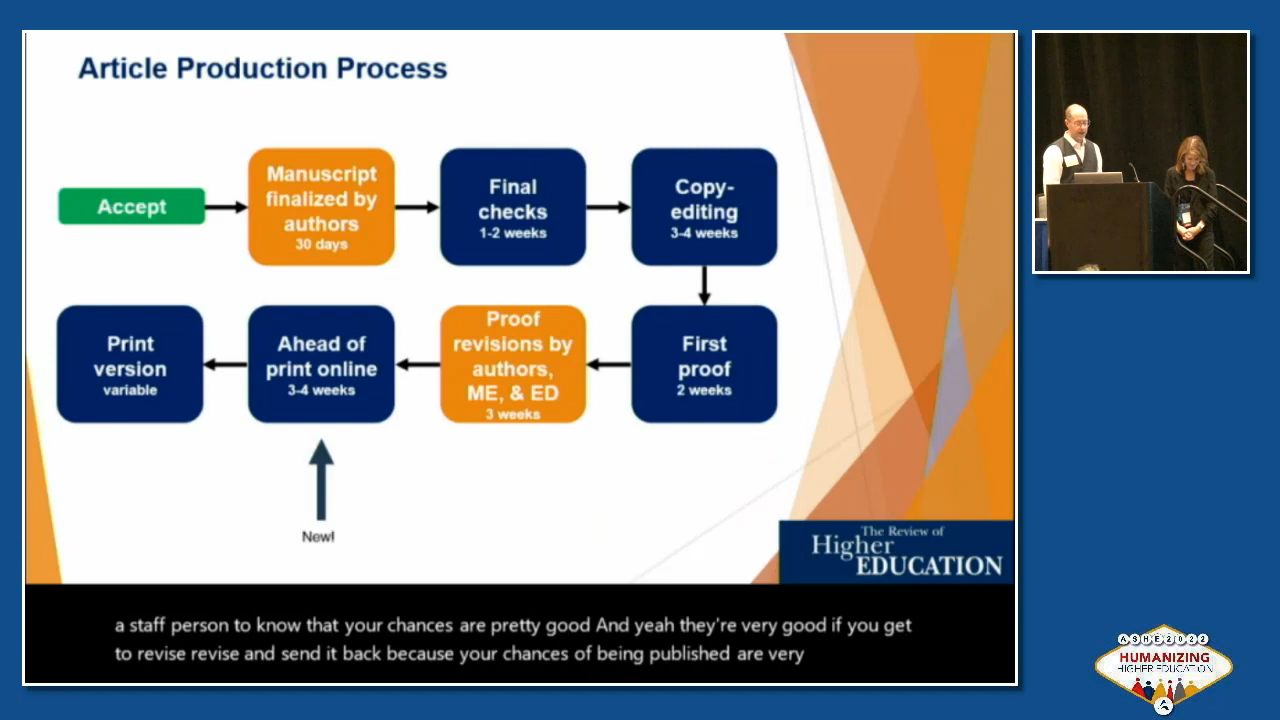 Article Production Process
Accept
Manuscript
finalized by
authors
30 days
Final
checks
1-2 weeks
Copy-
editing
3-4 weeks
Print
version
variable
Ahead of
print online
3-4 weeks
Proof
revisions by
authors,
ME, & ED
3 weeks
First
proof
2 weeks
New!
The Review of
Higher
EDUCATION
a staff person to know that your chances are pretty good And yeah they're very good if you get
to revise revise and send it back because your chances of being published are very
ASHE2022
HUMANIZING
HIGHER EDUCATION
A